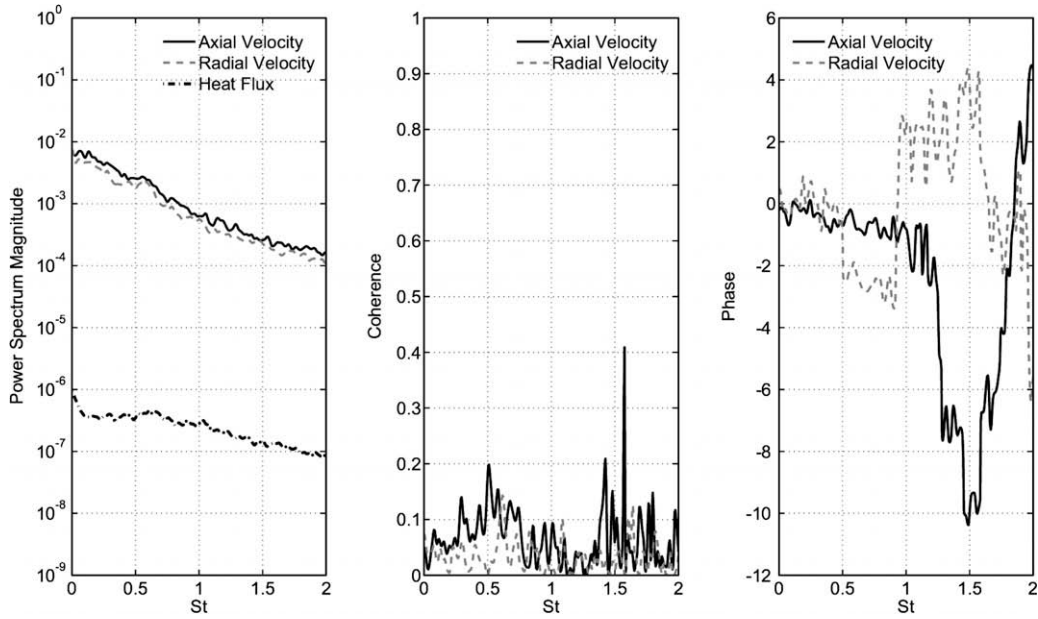 10^0
10^-1
10^-2
10^-3
10^-4
10^-5
10^-6
10^-7
10^-8
10^-9
Power Spectrum Magnitude
Axial Velocity
Radial Velocity
Heat Flux
0 0.5 1 1.5 2
St
1
0.9
0.8
0.7
0.6
0.5
0.4
0.3
0.2
0.1
0
Coherence
Axial Velocity
Radial Velocity
0 0.5 1 1.5 2
St
6
4
2
0
-2
-4
-6
-8
-10
-12
Phase
Axial Velocity
Radial Velocity
0 0.5 1 1.5 2
St